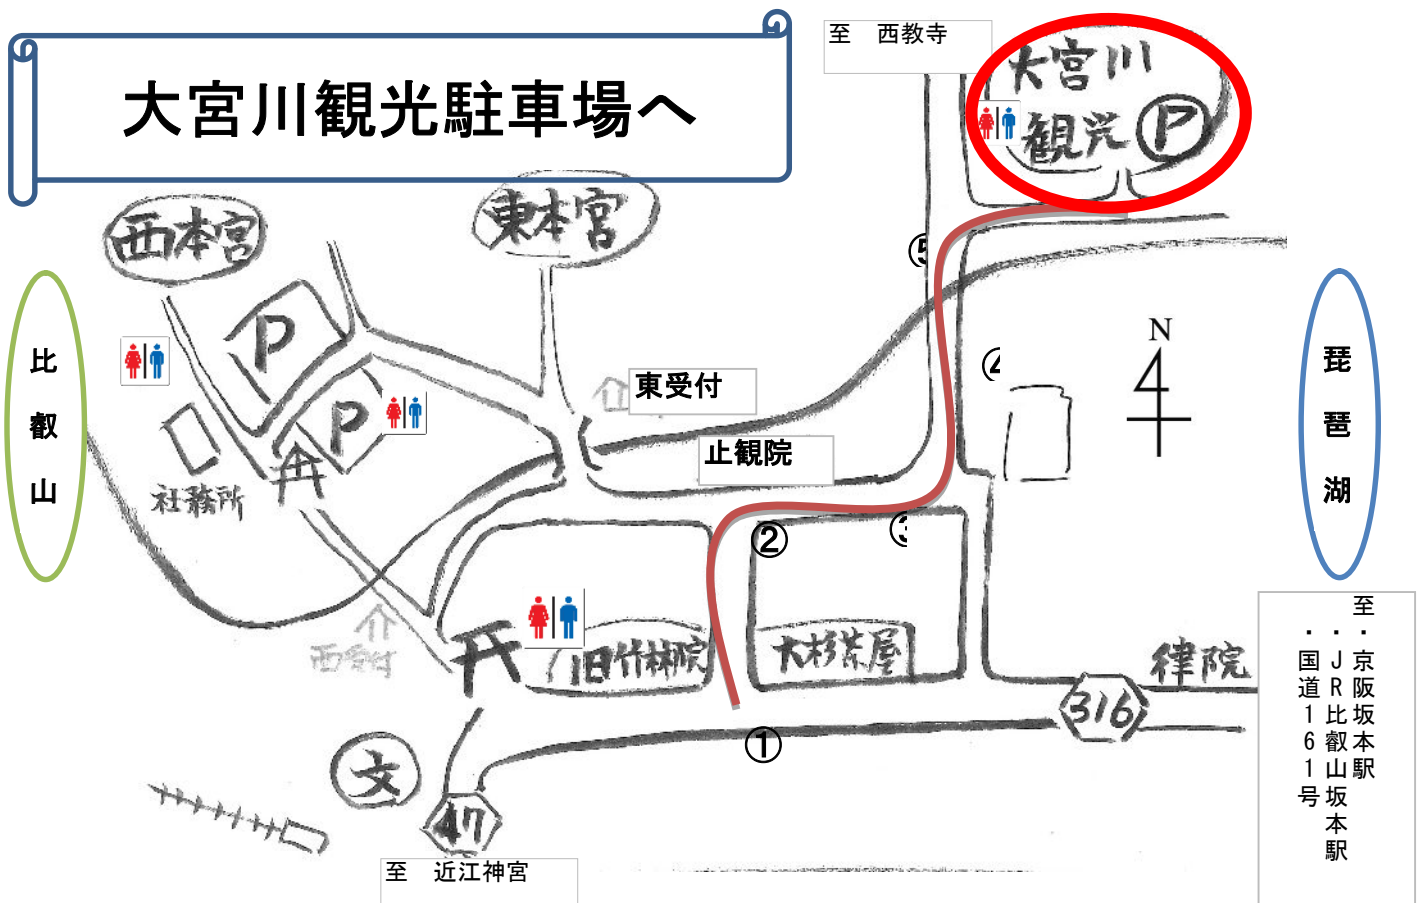 大宮川観光駐車場へ
至　西教寺
大宮川
観光 P
西本宮
東本宮
⑤
P
比叡山
琵琶湖
N
④
P
東受付
止観院
社務所
②
③
西受付
旧竹林院
大杉茶屋
律院
316
①
文
47
至　近江神宮
至・京阪坂本駅
・JR比叡山坂本駅
・国道161号